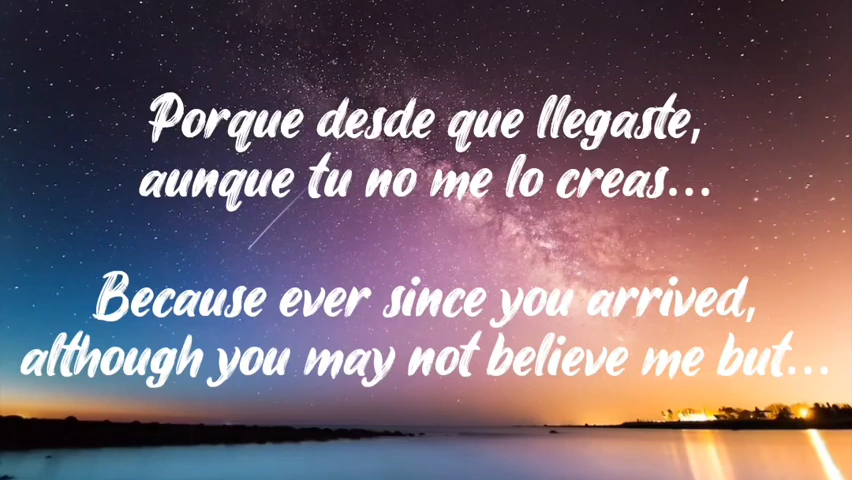 Porque desde que llegaste,
aunque tu no me lo creas...
Because ever since you arrived,
although you may not believe me but...